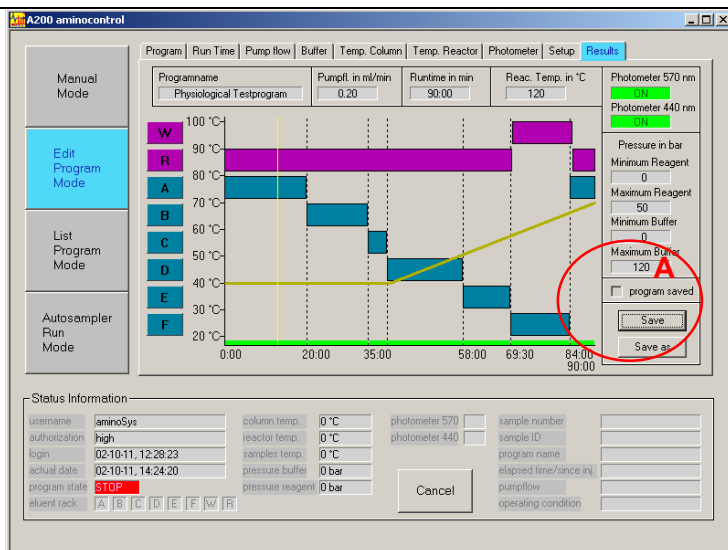 A200 aminocontrol
Program Run Time Pump flow Buffer Temp. Column Temp. Reactor Photometer Setup Results
Manual
Mode
Edit
Program
Mode
List
Program
Mode
Autosampler
Run
Mode
Programname
Physiological Testprogram
Pumpfl. in ml/min
0.20
Runtime in min
90:00
Reac. Temp. in °C
120
Photometer 570 nm
ON
Photometer 440 nm
ON
Pressure in bar
Minimum Reagent
0
Maximum Reagent
50
Minimum Buffer
0
Maximum Buffer
120
A
program saved
Save
Save as
W
R
A
B
C
D
E
F
100 °C
90 °C
80 °C
70 °C
60 °C
50 °C
40 °C
30 °C
20 °C
0:00 20:00 35:00 58:00 69:30 84:00
90:00
Status Information
username aminoSys
authorization high
login 02-10-11, 12:28:23
actual date 02-10-11, 14:24:20
program state STOP
eluent rack A B C D E F W R
column temp. 0 °C
reactor temp. 0 °C
samples temp. 0 °C
pressure buffer 0 bar
pressure reagent 0 bar
photometer 570
photometer 440
Cancel
sample number
sample ID
program name
elapsed time/since inj.
pumpflow
operating condition